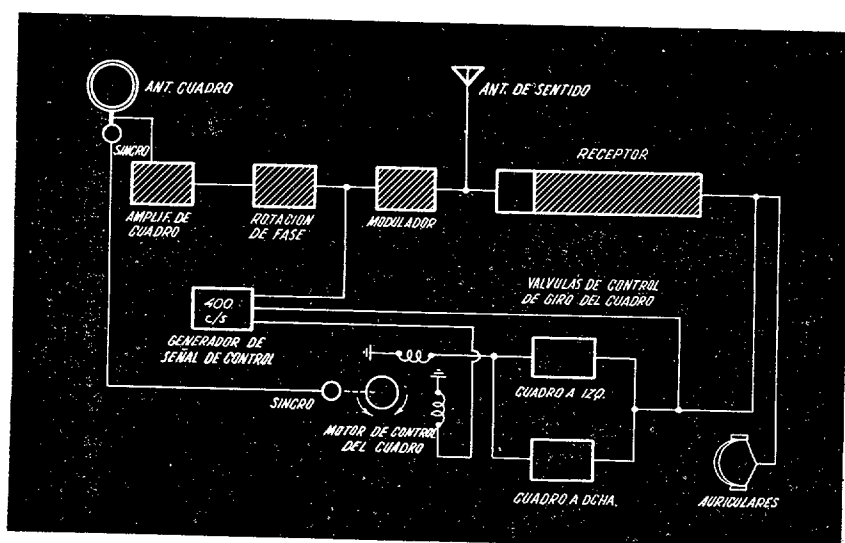 ANT. CUADRO
ANT. DE SENTIDO
SINCRO
RECEPTOR
AMPLIF. DE
CUADRO
ROTACION
DE FASE
MODULADOR
VALVULAS DE CONTROL
DE GIRO DEL CUADRO
400
c/s
GENERADOR DE
SEÑAL DE CONTROL
CUADRO A IZQ.
SINCRO
MOTOR DE CONTROL
DEL CUADRO
CUADRO A DCHA.
AURICULARES